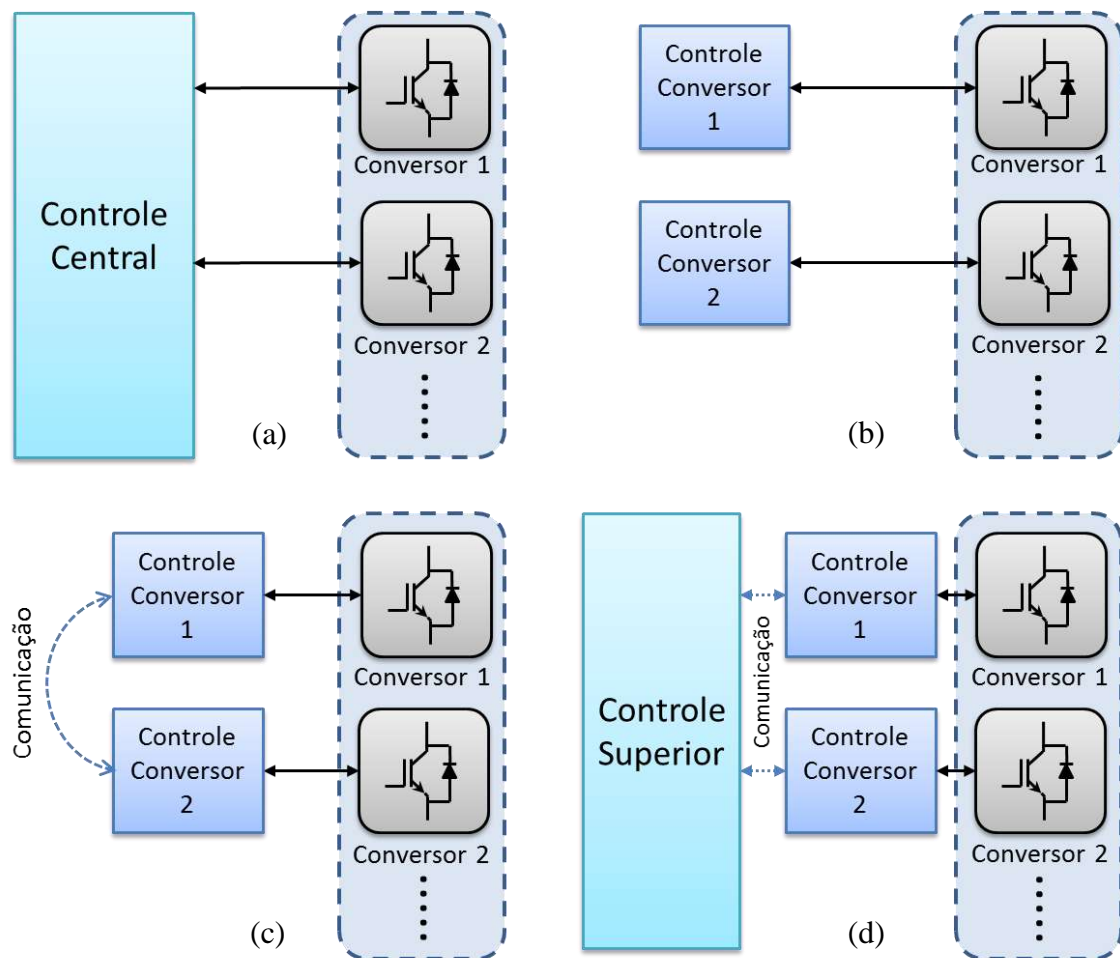 Controle
Central
Conversor 1
Conversor 2
(a)
Controle
Conversor
1
Controle
Conversor
2
Conversor 1
Conversor 2
(b)
Comunicação
Controle
Conversor
1
Controle
Conversor
2
Conversor 1
Conversor 2
(c)
Controle
Superior
Comunicação
Controle
Conversor
1
Controle
Conversor
2
Conversor 1
Conversor 2
(d)